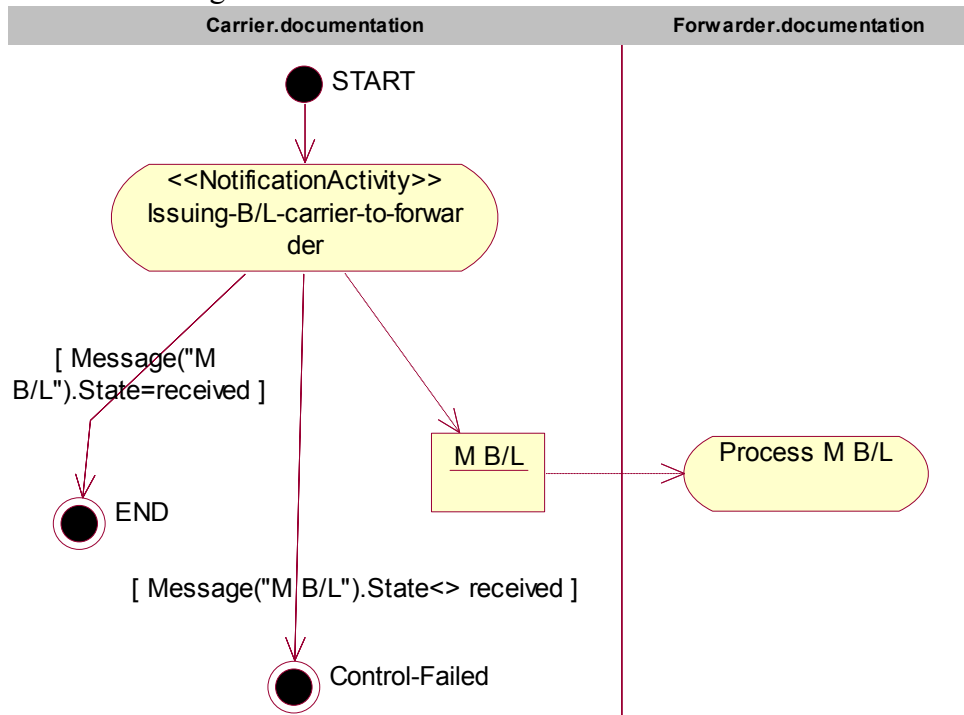 Carrier.documentation
Forwarder.documentation
START
<<NotificationActivity>>
Issuing-B/L-carrier-to-forwar
der
[ Message("M
B/L").State=received ]
M B/L
Process M B/L
END
[ Message("M B/L").State<> received ]
Control-Failed